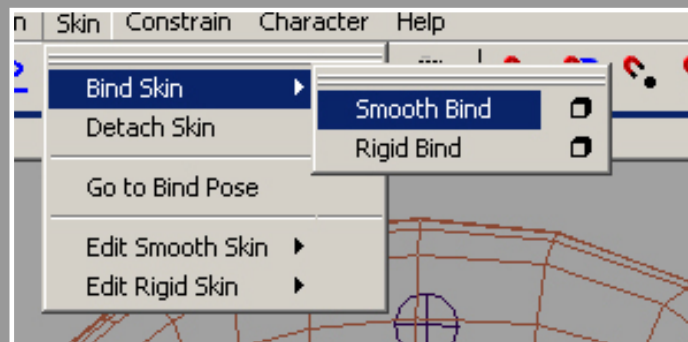 Skin Constrain Character Help
Bind Skin
Detach Skin
Go to Bind Pose
Edit Smooth Skin
Edit Rigid Skin
Smooth Bind
Rigid Bind